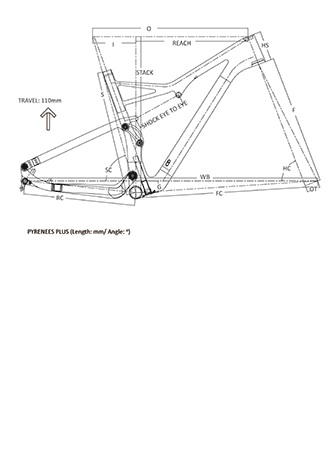 O
I
REACH
HS
STACK
S
TRAVEL: 110mm
SHOCK EYE TO EYE
F
SC
HC
WB
G
OT
RC
FC
PYRENEES PLUS (Length: mm/ Angle: °)